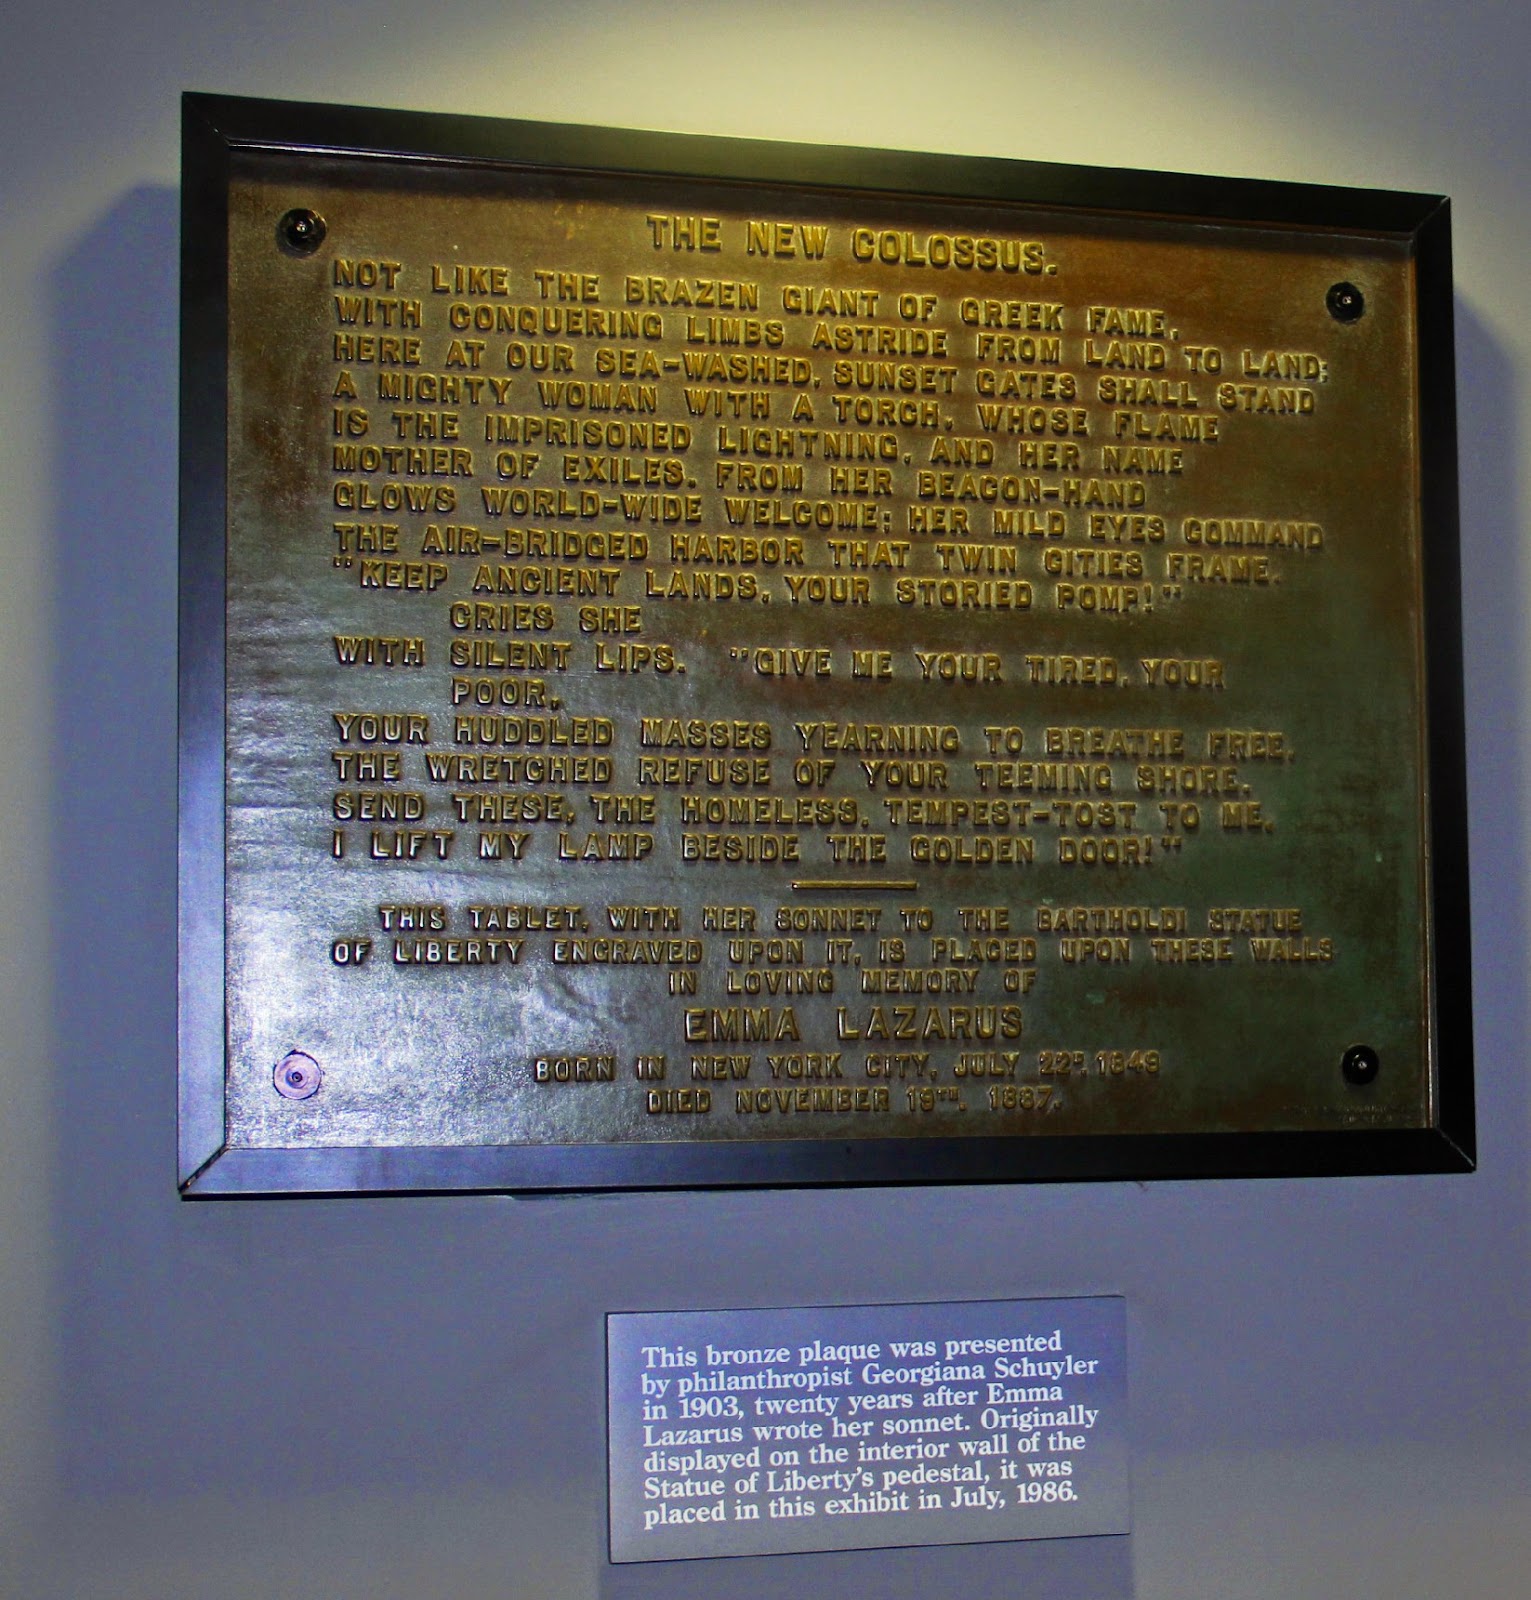 THE NEW COLOSSUS.
NOT LIKE THE BRAZEN GIANT OF GREEK FAME,
WITH CONQUERING LIMBS ASTRIDE FROM LAND TO LAND;
HERE AT OUR SEA-WASHED, SUNSET GATES SHALL STAND
A MIGHTY WOMAN WITH A TORCH, WHOSE FLAME
IS THE IMPRISONED LIGHTNING, AND HER NAME
MOTHER OF EXILES. FROM HER BEACON-HAND
GLOWS WORLD-WIDE WELCOME; HER MILD EYES COMMAND
THE AIR-BRIDGED HARBOR THAT TWIN CITIES FRAME.
"KEEP ANCIENT LANDS, YOUR STORIED POMP!"
CRIES SHE
WITH SILENT LIPS. "GIVE ME YOUR TIRED, YOUR
POOR,
YOUR HUDDLED MASSES YEARNING TO BREATHE FREE,
THE WRETCHED REFUSE OF YOUR TEEMING SHORE.
SEND THESE, THE HOMELESS, TEMPEST-TOST TO ME,
I LIFT MY LAMP BESIDE THE GOLDEN DOOR!"
THIS TABLET, WITH HER SONNET TO THE BARTHOLDI STATUE
OF LIBERTY ENGRAVED UPON IT, IS PLACED UPON THESE WALLS
IN LOVING MEMORY OF
EMMA LAZARUS
BORN IN NEW YORK CITY, JULY 22D, 1849
DIED NOVEMBER 19TH, 1887.
This bronze plaque was presented
by philanthropist Georgiana Schuyler
in 1903, twenty years after Emma
Lazarus wrote her sonnet. Originally
displayed on the interior wall of the
Statue of Liberty's pedestal, it was
placed in this exhibit in July, 1986.